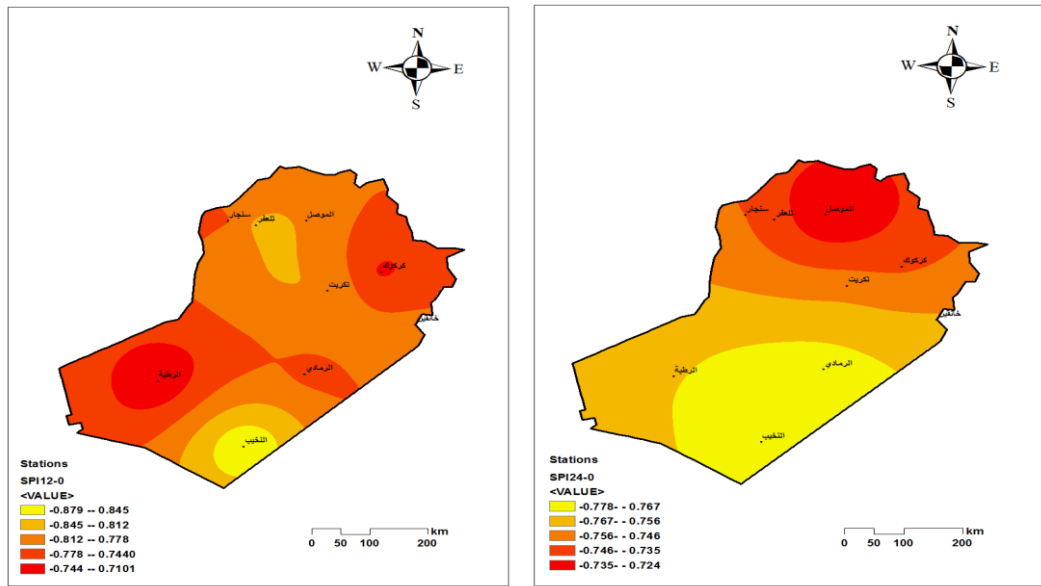 N
W E
S
سنجار
تلعفر
الموصل
كركوك
تكريت
خانقين
الرمادي
الرطبة
النخيب
Stations
SPI12-0
<VALUE>
-0.879 -- 0.845
-0.845 -- 0.812
-0.812 -- 0.778
-0.778 -- 0.7440
-0.744 -- 0.7101
km
0 50 100 200
N
W E
S
سنجار
تلعفر
الموصل
كركوك
تكريت
خانقين
الرطبة
الرمادي
النخيب
Stations
SPI24-0
<VALUE>
-0.778- - 0.767
-0.767- - 0.756
-0.756- - 0.746
-0.746- - 0.735
-0.735- - 0.724
km
0 50 100 200